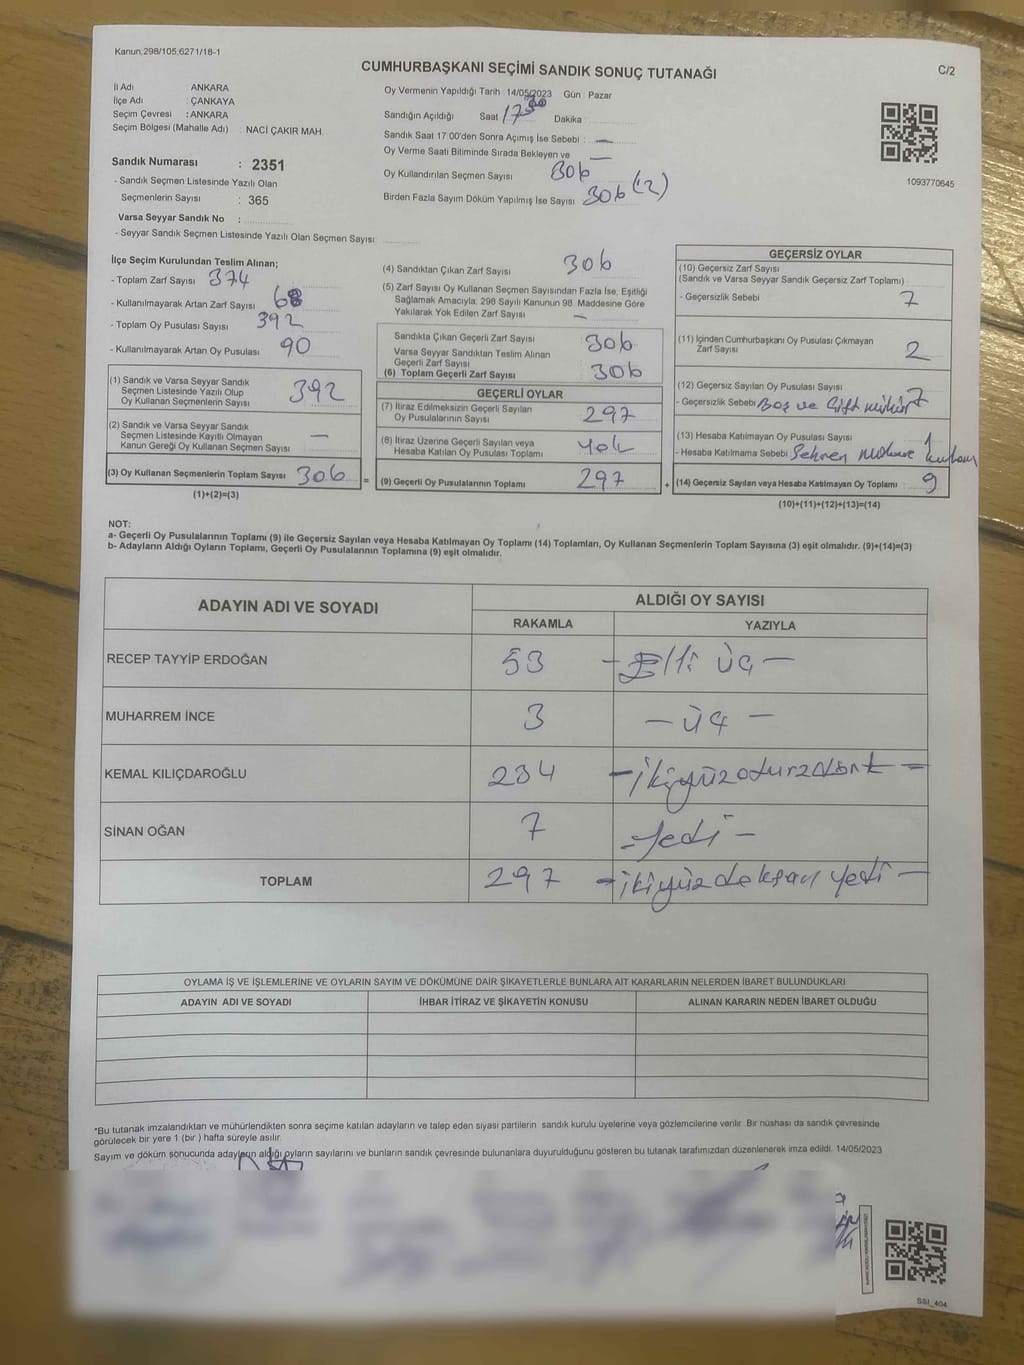 Kanun:298/105;6271/18-1
CUMHURBAŞKANI SEÇİMİ SANDIK SONUÇ TUTANAĞI
C/2
İl Adı ANKARA
İlçe Adı : ÇANKAYA
Seçim Çevresi : ANKARA
Seçim Bölgesi (Mahalle Adı) . NACİ ÇAKIR MAH.
Sandık Numarası : 2351
- Sandık Seçmen Listesinde Yazılı Olan
Seçmenlerin Sayısı : 365
Varsa Seyyar Sandık No :
- Seyyar Sandık Seçmen Listesinde Yazılı Olan Seçmen Sayısı:
Oy Vermenin Yapıldığı Tarih : 14/05/2023 Gün : Pazar
Sandığın Açıldığı Saat 17 30 Dakika :
Sandık Saat 17:00'den Sonra Açımış İse Sebebi : —
Oy Verme Saati Bitiminde Sırada Bekleyen ve —
Oy Kullandırılan Seçmen Sayısı 306
Birden Fazla Sayım Döküm Yapılmış İse Sayısı 306 (2)
1093770645
İlçe Seçim Kurulundan Teslim Alınan;
- Toplam Zarf Sayısı 374
- Kullanılmayarak Artan Zarf Sayısı 68
- Toplam Oy Pusulası Sayısı 392
- Kullanılmayarak Artan Oy Pusulası 90
(1) Sandık ve Varsa Seyyar Sandık
Seçmen Listesinde Yazılı Olup
Oy Kullanan Seçmenlerin Sayısı 392
(2) Sandık ve Varsa Seyyar Sandık
Seçmen Listesinde Kayıtlı Olmayan
Kanun Gereği Oy Kullanan Seçmen Sayısı —
(3) Oy Kullanan Seçmenlerin Toplam Sayısı 306 =
(1)+(2)=(3)
(4) Sandıktan Çıkan Zarf Sayısı 306
(5) Zarf Sayısı Oy Kullanan Seçmen Sayısından Fazla İse, Eşitliği
Sağlamak Amacıyla, 298 Sayılı Kanunun 98. Maddesine Göre
Yakılarak Yok Edilen Zarf Sayısı —
Sandıkta Çıkan Geçerli Zarf Sayısı 306
Varsa Seyyar Sandıktan Teslim Alınan
Geçerli Zarf Sayısı
(6) Toplam Geçerli Zarf Sayısı 306
GEÇERLİ OYLAR
(7) İtiraz Edilmeksizin Geçerli Sayılan
Oy Pusulalarının Sayısı 297
(8) İtiraz Üzerine Geçerli Sayılan veya
Hesaba Katılan Oy Pusulası Toplamı yok
(9) Geçerli Oy Pusulalarının Toplamı 297 +
GEÇERSİZ OYLAR
(10) Geçersiz Zarf Sayısı
(Sandık ve Varsa Seyyar Sandık Geçersiz Zarf Toplamı)
- Geçersizlik Sebebi 7
(11) İçinden Cumhurbaşkanı Oy Pusulası Çıkmayan
Zarf Sayısı 2
(12) Geçersiz Sayılan Oy Pusulası Sayısı 7
- Geçersizlik Sebebi Boş ve Çift mühür
(13) Hesaba Katılmayan Oy Pusulası Sayısı 1
- Hesaba Katılmama Sebebi
(14) Geçersiz Sayılan veya Hesaba Katılmayan Oy Toplamı 9
(10)+(11)+(12)+(13)=(14)
NOT:
a- Geçerli Oy Pusulalarının Toplamı (9) ile Geçersiz Sayılan veya Hesaba Katılmayan Oy Toplamı (14) Toplamları, Oy Kullanan Seçmenlerin Toplam Sayısına (3) eşit olmalıdır. (9)+(14)=(3)
b- Adayların Aldığı Oyların Toplamı, Geçerli Oy Pusulalarının Toplamına (9) eşit olmalıdır.
ADAYIN ADI VE SOYADI ALDIĞI OY SAYISI
RAKAMLA YAZIYLA
RECEP TAYYİP ERDOĞAN 53 - Elli üç -
MUHARREM İNCE 3 - üç -
KEMAL KILIÇDAROĞLU 234 - ikiyüzoturzdört -
SİNAN OĞAN 7 - Yedi -
TOPLAM 297 - ikiyüzdoksan yedi -
OYLAMA İŞ VE İŞLEMLERİNE VE OYLARIN SAYIM VE DÖKÜMÜNE DAİR ŞİKAYETLERLE BUNLARA AİT KARARLARIN NELERDEN İBARET BULUNDUKLARI
ADAYIN ADI VE SOYADI İHBAR İTİRAZ VE ŞİKAYETİN KONUSU ALINAN KARARIN NEDEN İBARET OLDUĞU
*Bu tutanak imzalandıktan ve mühürlendikten sonra seçime katılan adayların ve talep eden siyasi partilerin sandık kurulu üyelerine veya gözlemcilerine verilir. Bir nüshası da sandık çevresinde
görülecek bir yere 1 (bir ) hafta süreyle asılır.
Sayım ve döküm sonucunda adayların aldığı oyların sayılarını ve bunların sandık çevresinde bulunanlara duyurulduğunu gösteren bu tutanak tarafımızdan düzenlenerek imza edildi. 14/05/2023
SSI_404